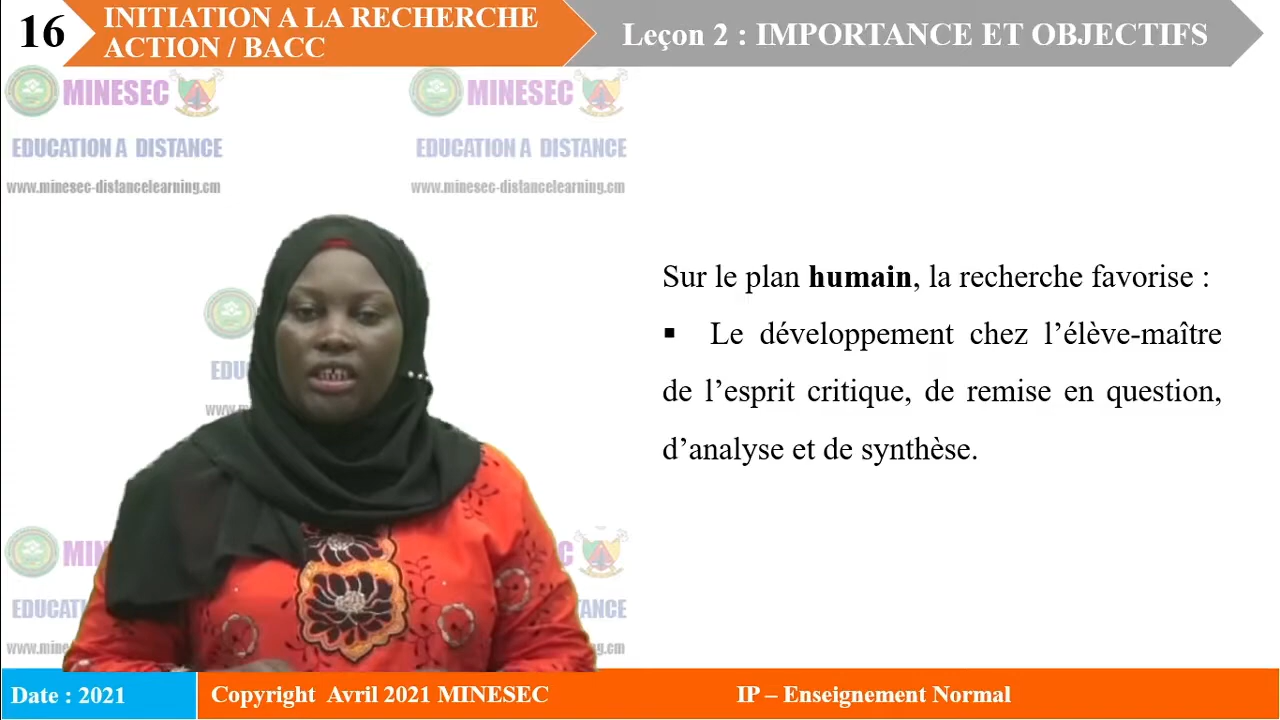 16
INITIATION A LA RECHERCHE
ACTION / BACC
Leçon 2 : IMPORTANCE ET OBJECTIFS
MINESEC
EDUCATION A DISTANCE
www.minesec-distancelearning.cm
MINESEC
EDUCATION A DISTANCE
www.minesec-distancelearning.cm
Sur le plan humain, la recherche favorise :
▪ Le développement chez l’élève-maître
de l’esprit critique, de remise en question,
d’analyse et de synthèse.
Date : 2021
Copyright Avril 2021 MINESEC
IP – Enseignement Normal